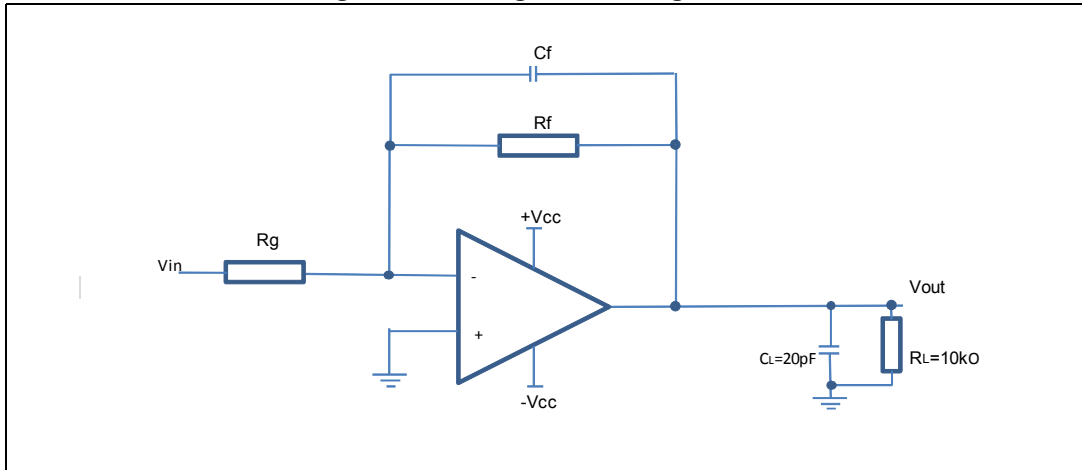 Cf
Rf
+Vcc
Rg
Vin
-
+
Vout
CL=20pF
RL=10kO
-Vcc